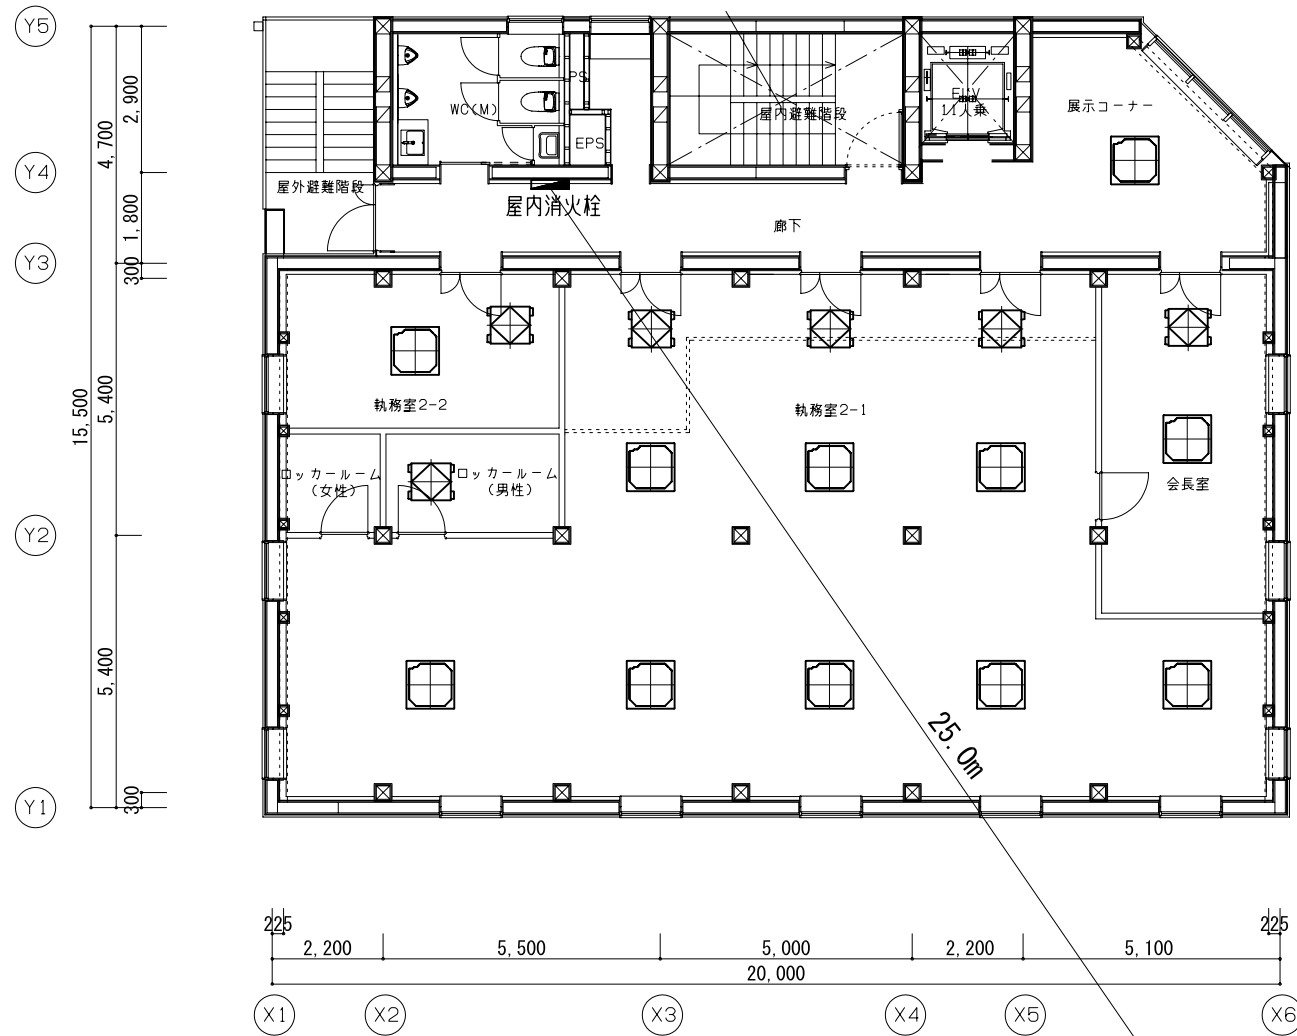 Y5
Y4
Y3
Y2
Y1
2,900
4,700
1,800
300
15,500
5,400
5,400
300
WC(M)
PS
EPS
屋内避難階段
EV
11人乗
展示コーナー
屋外避難階段
屋内消火栓
廊下
執務室2-2
執務室2-1
ロッカールーム
(女性)
ロッカールーム
(男性)
会長室
25.0m
225
2,200
5,500
5,000
2,200
5,100
225
20,000
X1
X2
X3
X4
X5
X6